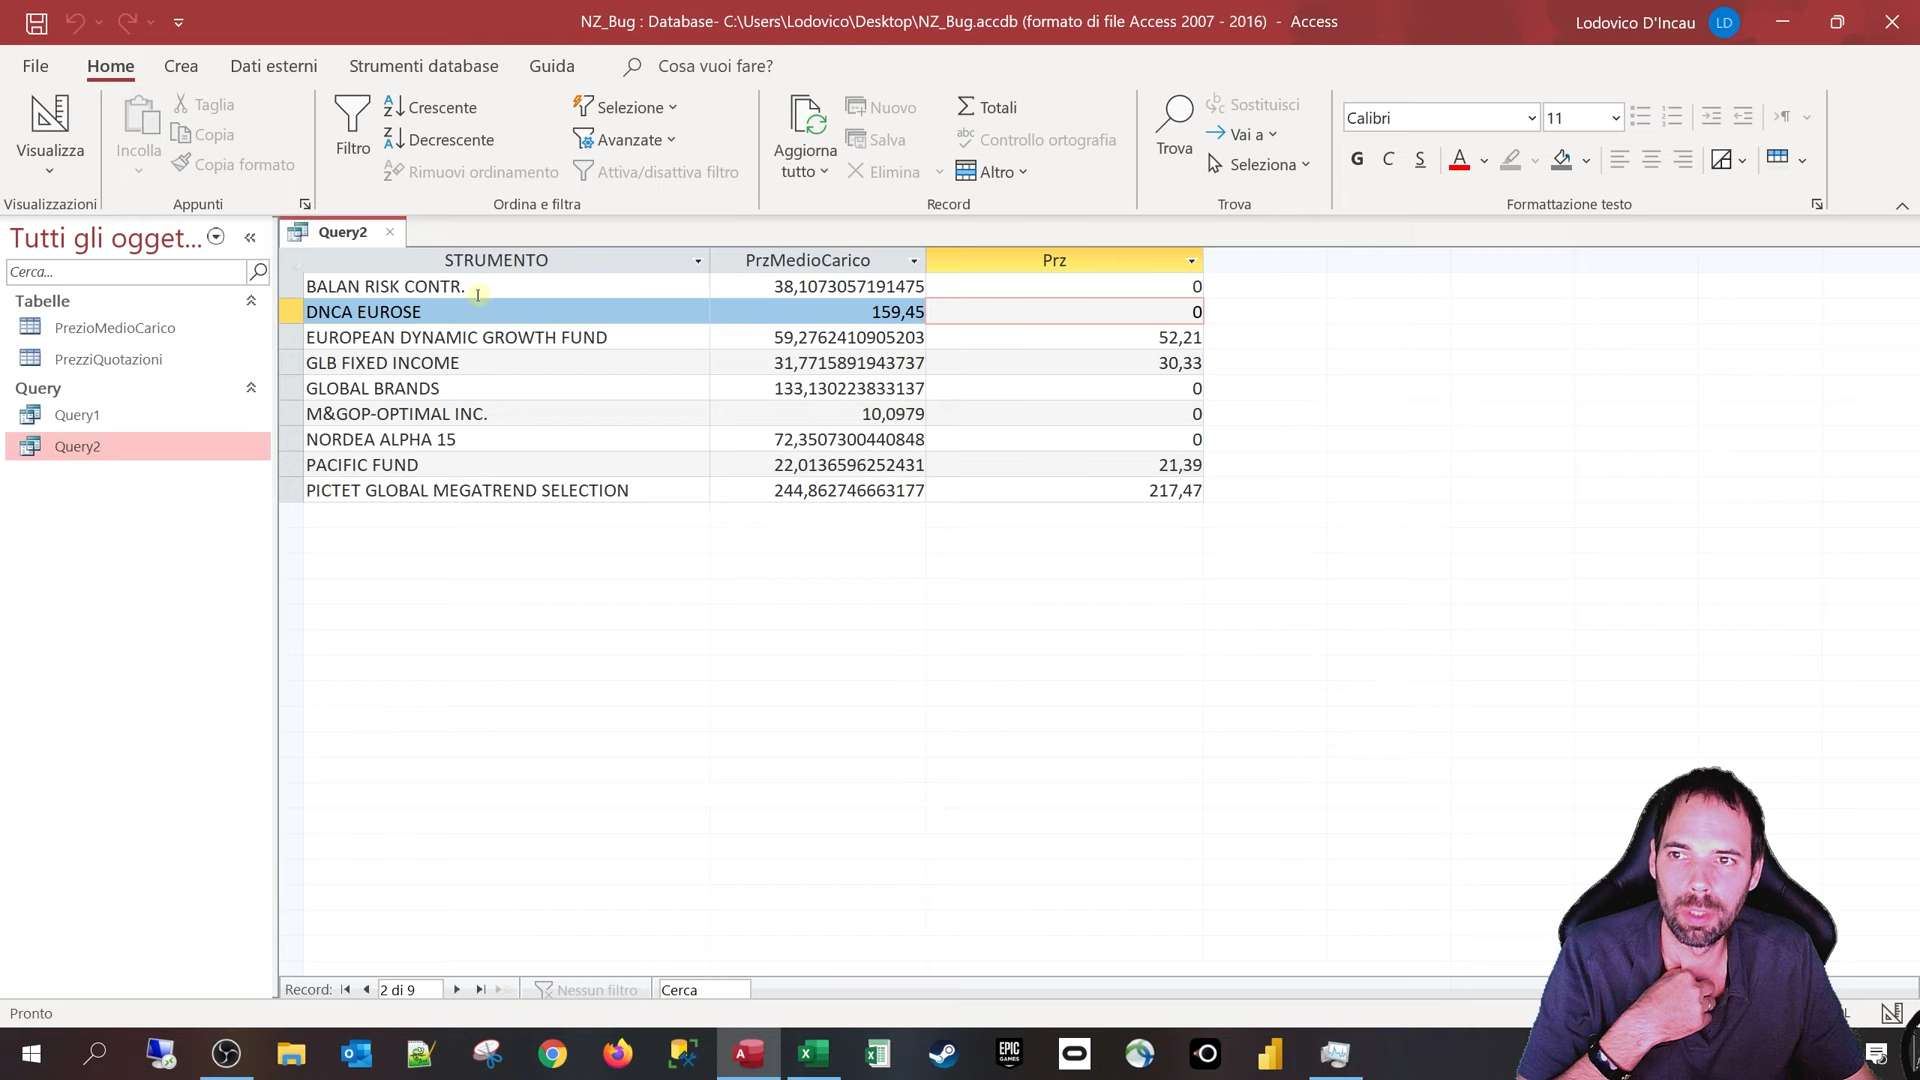 NZ_Bug : Database- C:\Users\Lodovico\Desktop\NZ_Bug.accdb (formato di file Access 2007 - 2016) - Access
Lodovico D'Incau
LD
File
Home
Crea
Dati esterni
Strumenti database
Guida
Cosa vuoi fare?
Visualizza
Incolla
Taglia
Copia
Copia formato
Filtro
Crescente
Decrescente
Rimuovi ordinamento
Selezione
Avanzate
Attiva/disattiva filtro
Aggiorna tutto
Nuovo
Salva
Elimina
Totali
Controllo ortografia
Altro
Trova
Sostituisci
Vai a
Seleziona
Calibri
11
G C S
Visualizzazioni
Appunti
Ordina e filtra
Record
Trova
Formattazione testo
Tutti gli ogget...
Cerca...
Tabelle
PrezioMedioCarico
PrezziQuotazioni
Query
Query1
Query2
Query2
STRUMENTO PrzMedioCarico Prz
BALAN RISK CONTR. 38,1073057191475 0
DNCA EUROSE 159,45 0
EUROPEAN DYNAMIC GROWTH FUND 59,2762410905203 52,21
GLB FIXED INCOME 31,7715891943737 30,33
GLOBAL BRANDS 133,130223833137 0
M&GOP-OPTIMAL INC. 10,0979 0
NORDEA ALPHA 15 72,3507300440848 0
PACIFIC FUND 22,0136596252431 21,39
PICTET GLOBAL MEGATREND SELECTION 244,862746663177 217,47
Record: 2 di 9 Nessun filtro Cerca
Pronto
EPIC GAMES